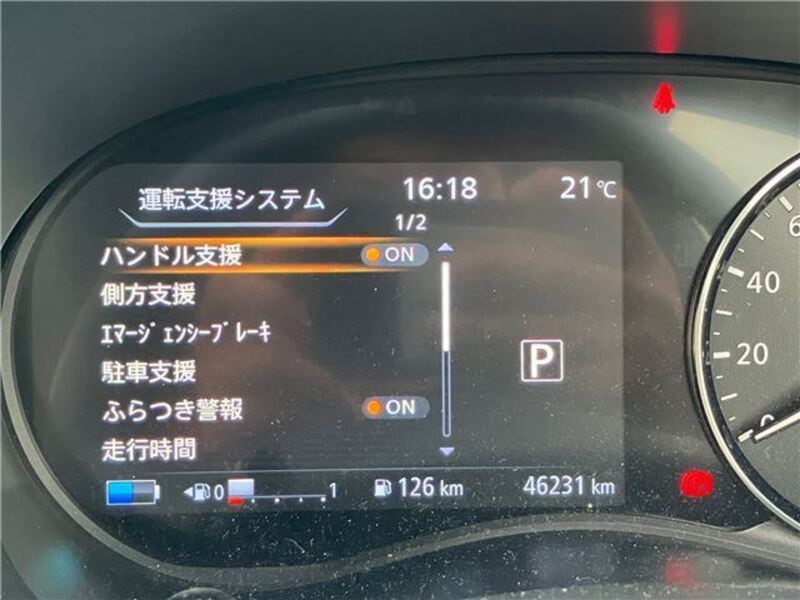 運転支援システム 16:18 21℃
1/2
ハンドル支援 ON
側方支援
ｴﾏｰｼﾞｪﾝｼｰﾌﾞﾚｰｷ
駐車支援
P
ふらつき警報 ON
走行時間
0 1 126 km 46231 km
6
40
20
0